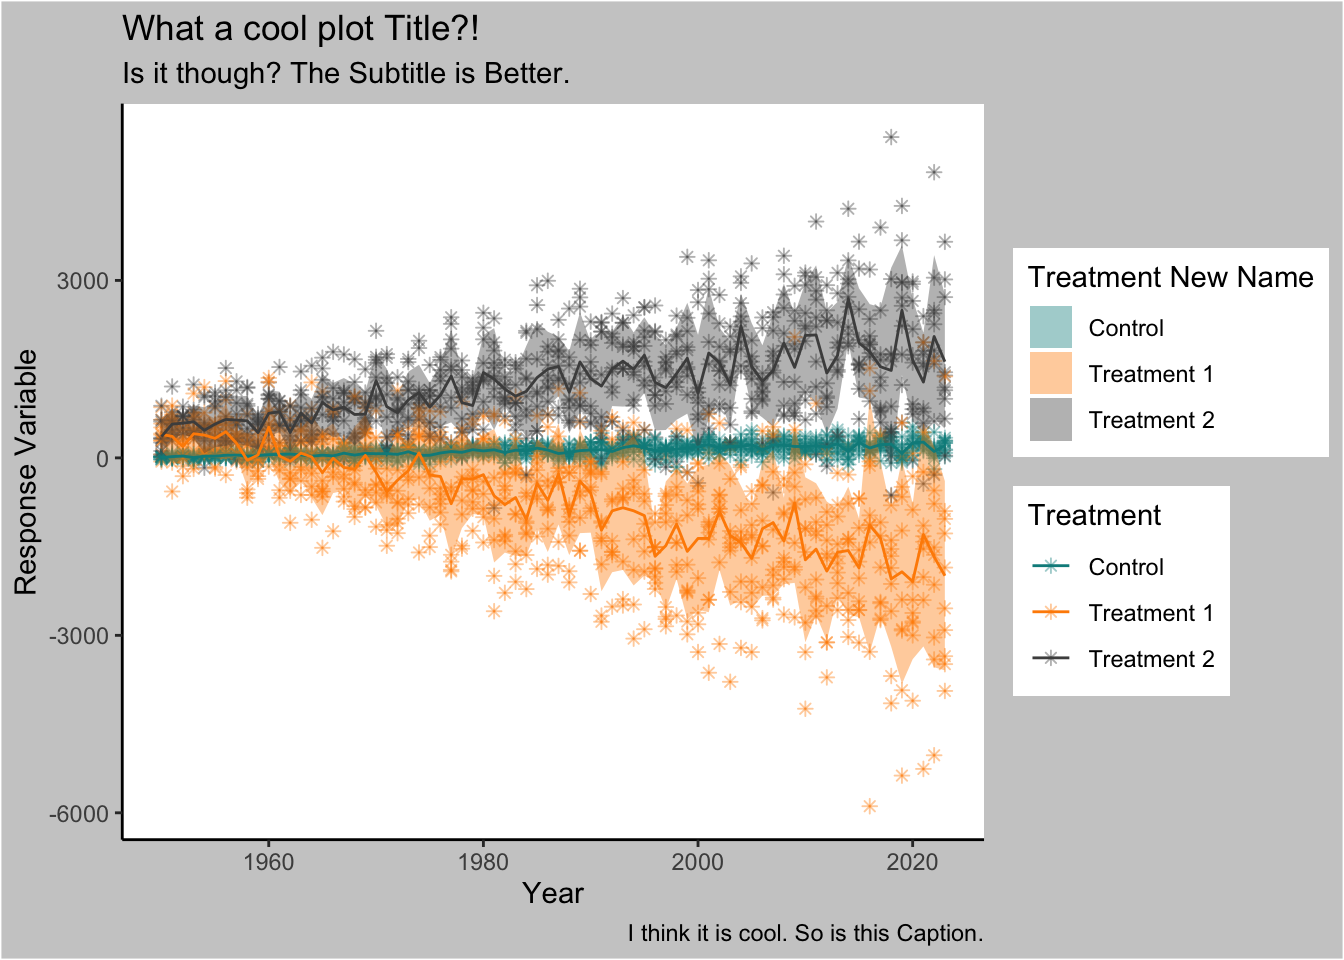 What a cool plot Title?!
Is it though? The Subtitle is Better.
Response Variable
3000
0
-3000
-6000
1960
1980
2000
2020
Year
I think it is cool. So is this Caption.
Treatment New Name
Control
Treatment 1
Treatment 2
Treatment
Control
Treatment 1
Treatment 2